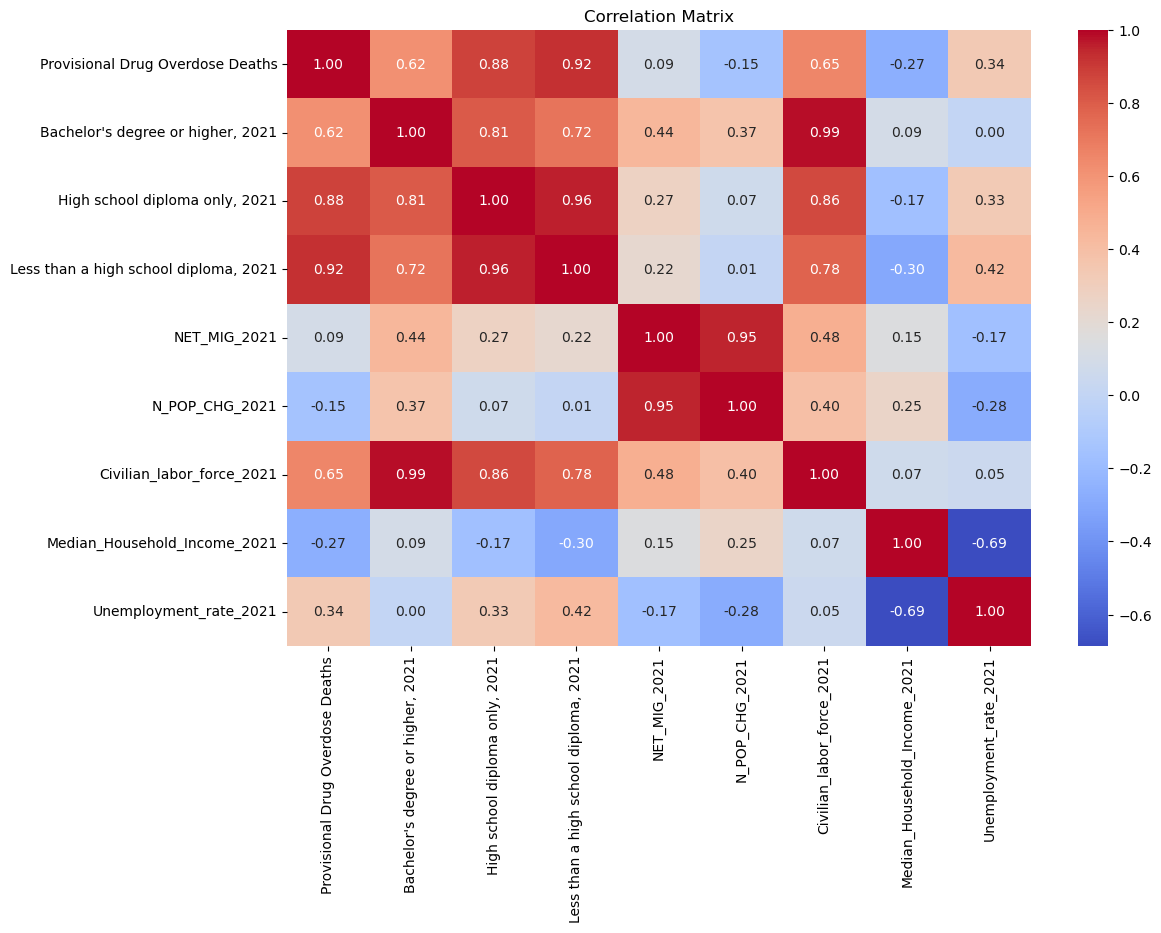 Correlation Matrix
Provisional Drug Overdose Deaths 1.00 0.62 0.88 0.92 0.09 -0.15 0.65 -0.27 0.34
Bachelor's degree or higher, 2021 0.62 1.00 0.81 0.72 0.44 0.37 0.99 0.09 0.00
High school diploma only, 2021 0.88 0.81 1.00 0.96 0.27 0.07 0.86 -0.17 0.33
Less than a high school diploma, 2021 0.92 0.72 0.96 1.00 0.22 0.01 0.78 -0.30 0.42
NET_MIG_2021 0.09 0.44 0.27 0.22 1.00 0.95 0.48 0.15 -0.17
N_POP_CHG_2021 -0.15 0.37 0.07 0.01 0.95 1.00 0.40 0.25 -0.28
Civilian_labor_force_2021 0.65 0.99 0.86 0.78 0.48 0.40 1.00 0.07 0.05
Median_Household_Income_2021 -0.27 0.09 -0.17 -0.30 0.15 0.25 0.07 1.00 -0.69
Unemployment_rate_2021 0.34 0.00 0.33 0.42 -0.17 -0.28 0.05 -0.69 1.00
Provisional Drug Overdose Deaths
Bachelor's degree or higher, 2021
High school diploma only, 2021
Less than a high school diploma, 2021
NET_MIG_2021
N_POP_CHG_2021
Civilian_labor_force_2021
Median_Household_Income_2021
Unemployment_rate_2021
1.0
0.8
0.6
0.4
0.2
0.0
−0.2
−0.4
−0.6